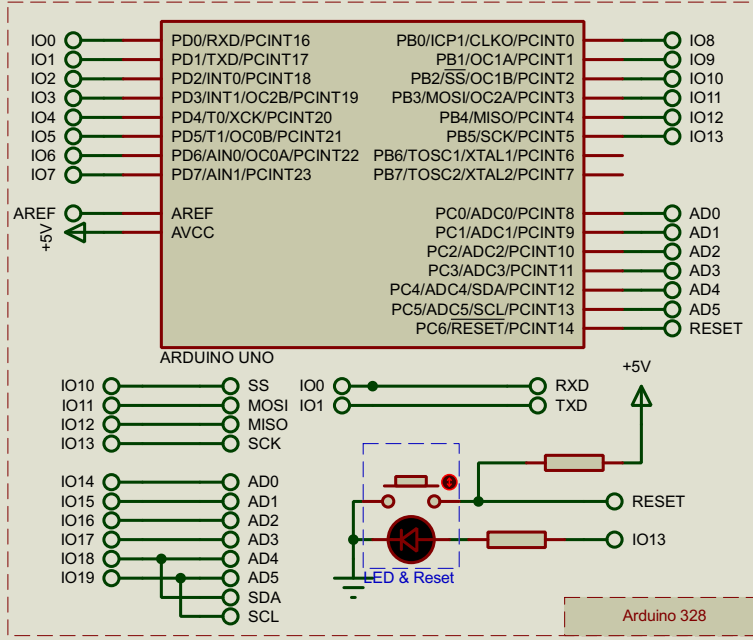 IO0 PD0/RXD/PCINT16 PB0/ICP1/CLKO/PCINT0 IO8
IO1 PD1/TXD/PCINT17 PB1/OC1A/PCINT1 IO9
IO2 PD2/INT0/PCINT18 PB2/SS/OC1B/PCINT2 IO10
IO3 PD3/INT1/OC2B/PCINT19 PB3/MOSI/OC2A/PCINT3 IO11
IO4 PD4/T0/XCK/PCINT20 PB4/MISO/PCINT4 IO12
IO5 PD5/T1/OC0B/PCINT21 PB5/SCK/PCINT5 IO13
IO6 PD6/AIN0/OC0A/PCINT22 PB6/TOSC1/XTAL1/PCINT6
IO7 PD7/AIN1/PCINT23 PB7/TOSC2/XTAL2/PCINT7
AREF AREF PC0/ADC0/PCINT8 AD0
+5V AVCC PC1/ADC1/PCINT9 AD1
PC2/ADC2/PCINT10 AD2
PC3/ADC3/PCINT11 AD3
PC4/ADC4/SDA/PCINT12 AD4
PC5/ADC5/SCL/PCINT13 AD5
PC6/RESET/PCINT14 RESET
ARDUINO UNO
+5V
IO10 SS IO0 RXD
IO11 MOSI IO1 TXD
IO12 MISO
IO13 SCK
IO14 AD0
IO15 AD1 RESET
IO16 AD2
IO17 AD3 IO13
IO18 AD4
IO19 AD5 LED & Reset
SDA
SCL Arduino 328